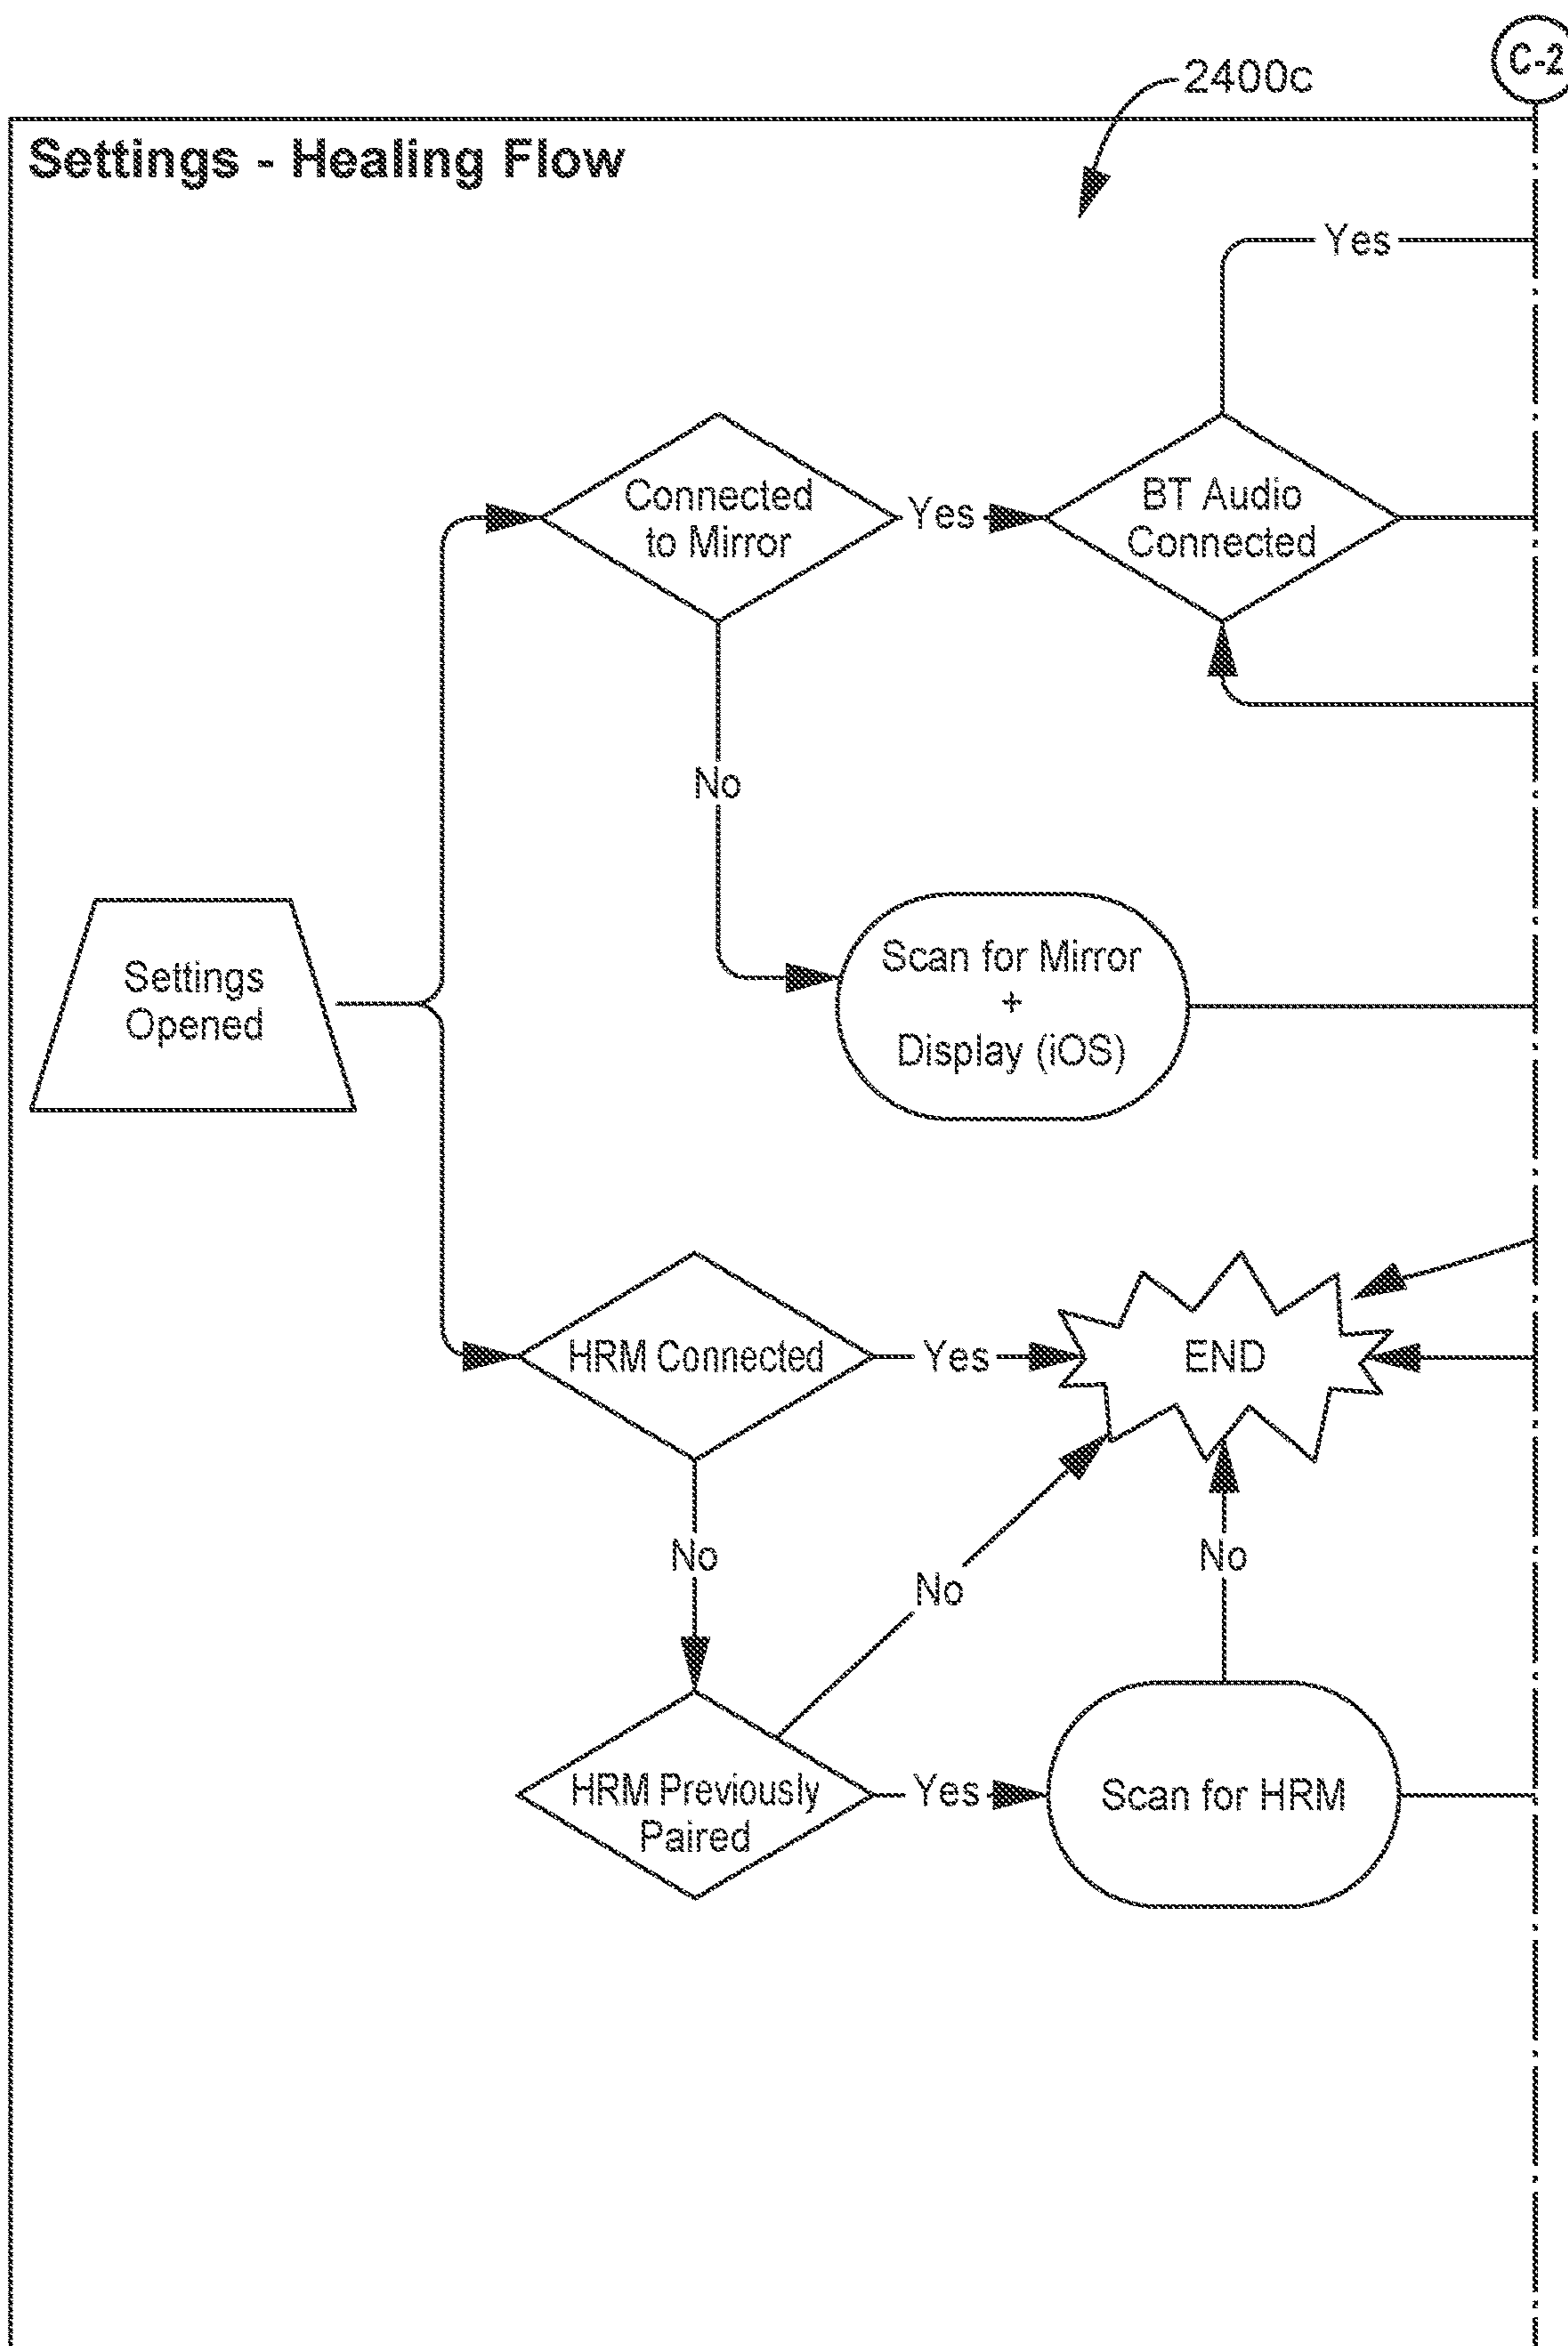 C-2
2400c
Settings - Healing Flow
Yes
Connected
to Mirror
Yes
BT Audio
Connected
No
Settings
Opened
Scan for Mirror
+
Display (iOS)
HRM Connected
Yes
END
No
No
No
HRM Previously
Paired
Yes
Scan for HRM